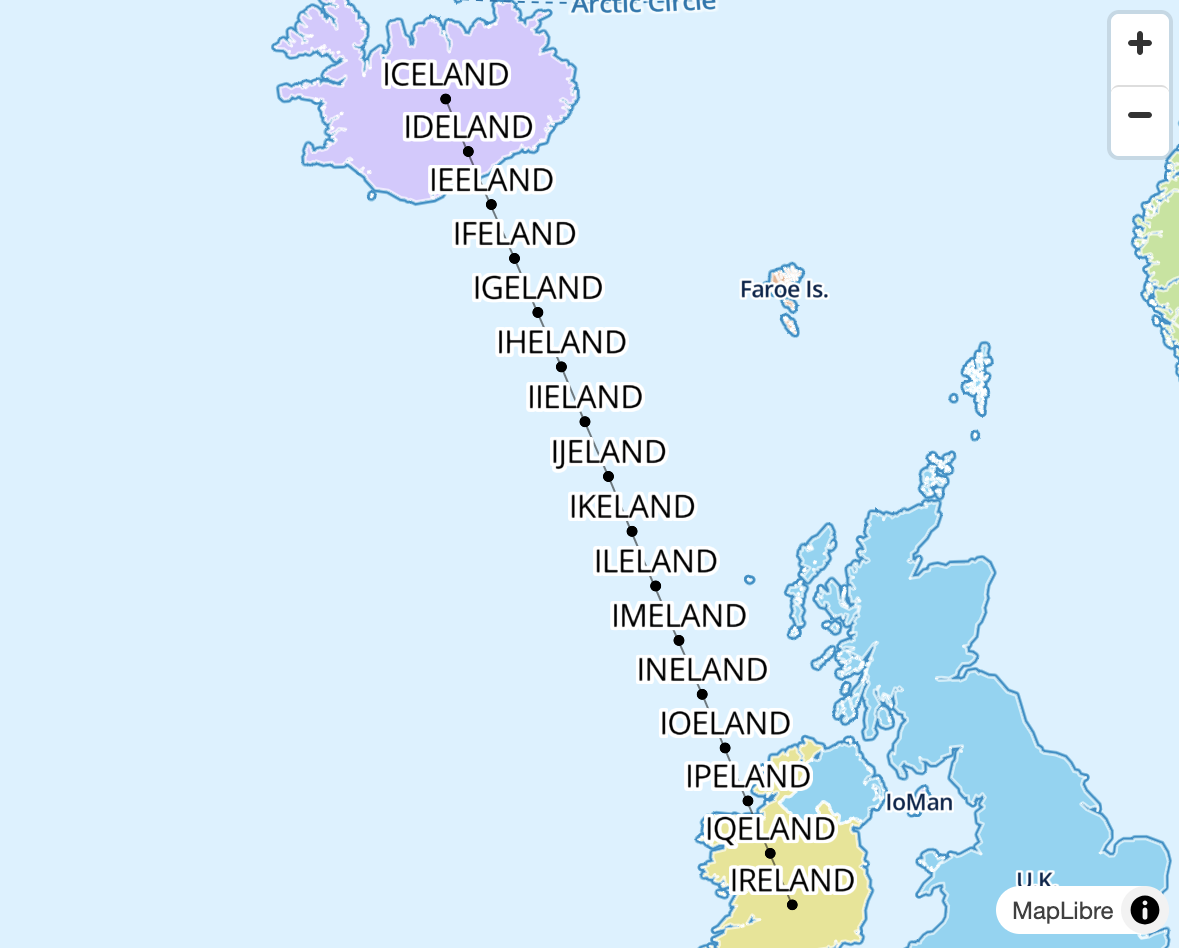 Arctic Circle
ICELAND
IDELAND
IEELAND
IFELAND
IGELAND
Faroe Is.
IHELAND
IIELAND
IJELAND
IKELAND
ILELAND
IMELAND
INELAND
IOELAND
IPELAND
IoMan
IQELAND
IRELAND
U.K.
MapLibre